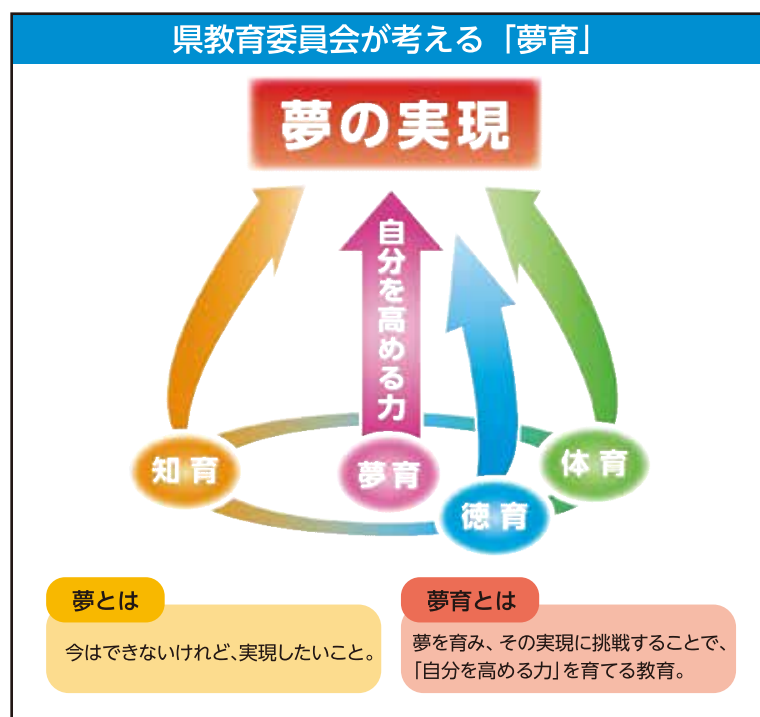 県教育委員会が考える「夢育」
夢の実現
自分を高める力
知育
夢育
徳育
体育
夢とは
今はできないけれど、実現したいこと。
夢育とは
夢を育み、その実現に挑戦することで、
「自分を高める力」を育てる教育。